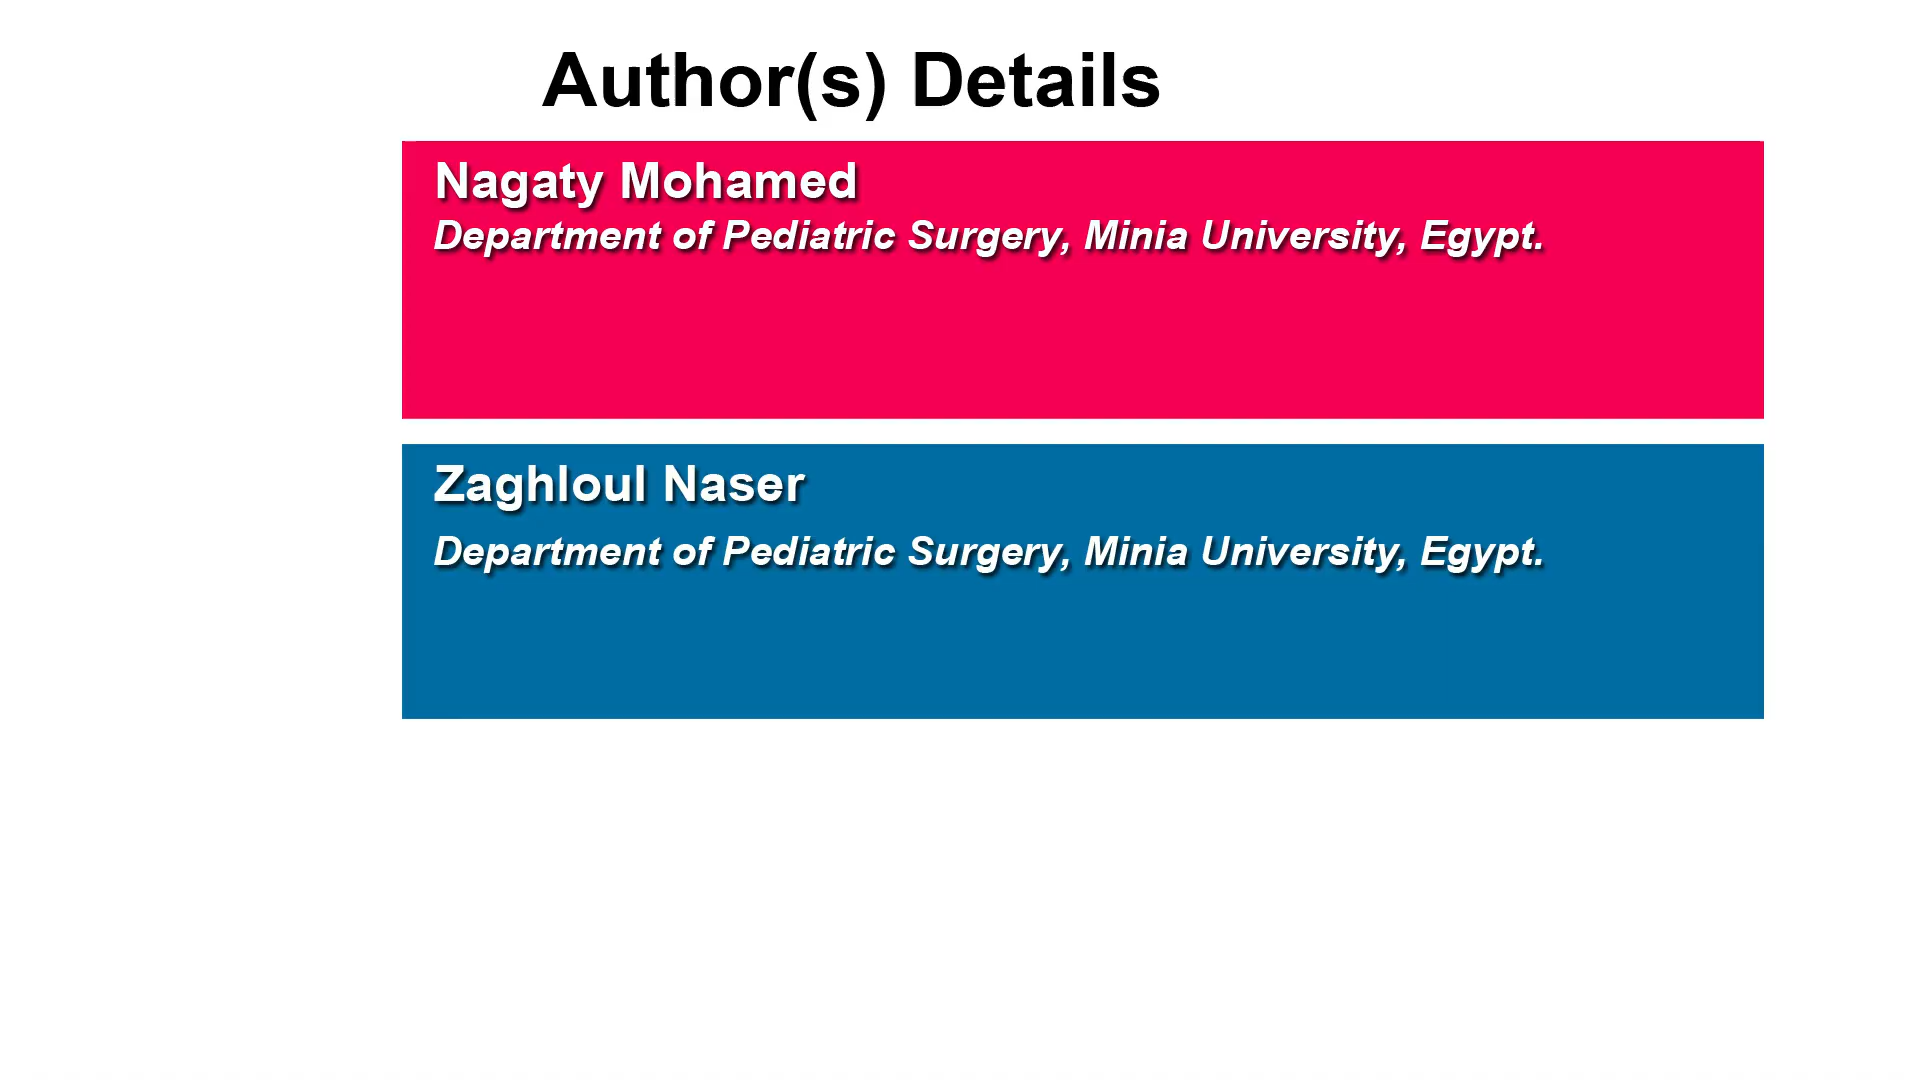 Author(s) Details
Nagaty Mohamed
Department of Pediatric Surgery, Minia University, Egypt.
Zaghloul Naser
Department of Pediatric Surgery, Minia University, Egypt.